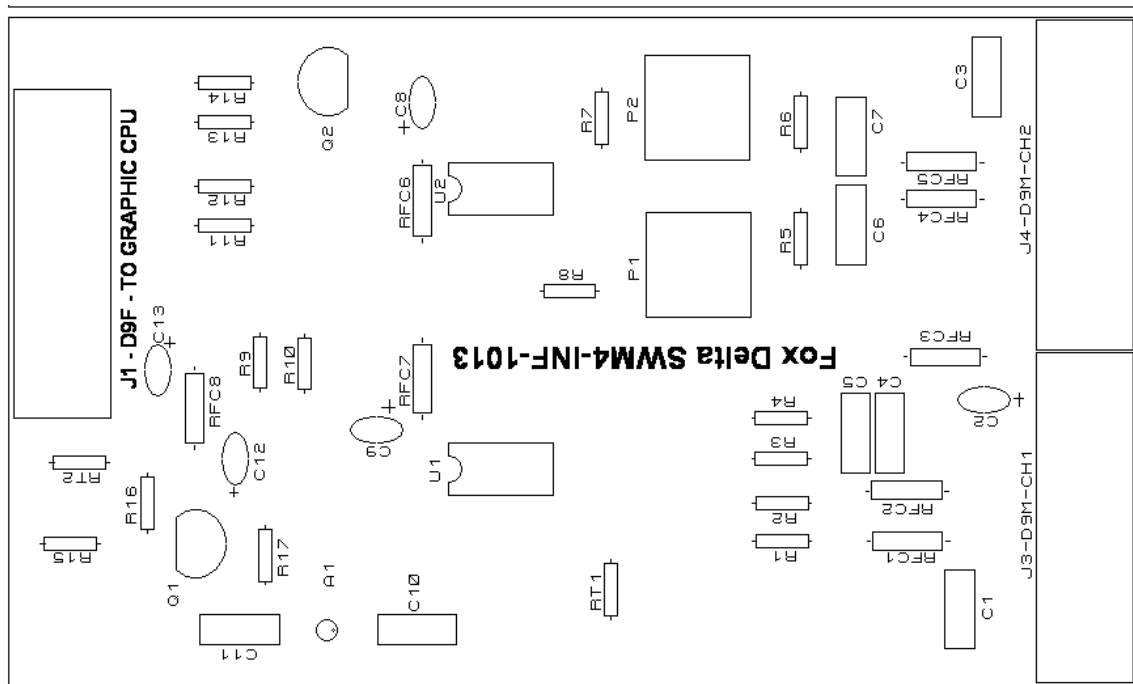 R14
R13
R12
R11
Q2
C8
+
RFC6
U2
R7
P2
R6
C7
C3
RFC5
RFC4
J4-D9M-CH2
J1 - D9F - TO GRAPHIC CPU
R8
P1
R5
C6
C13
+
R9
R10
RFC8
RFC7
Fox Delta SWM4-INF-1013
RFC3
+
C9
C12
+
U1
R4
R3
R2
R1
C5
C4
C2
+
RFC2
RFC1
J3-D9M-CH1
RT2
R16
R15
Q1
R17
A1
C11
C10
RT1
C1